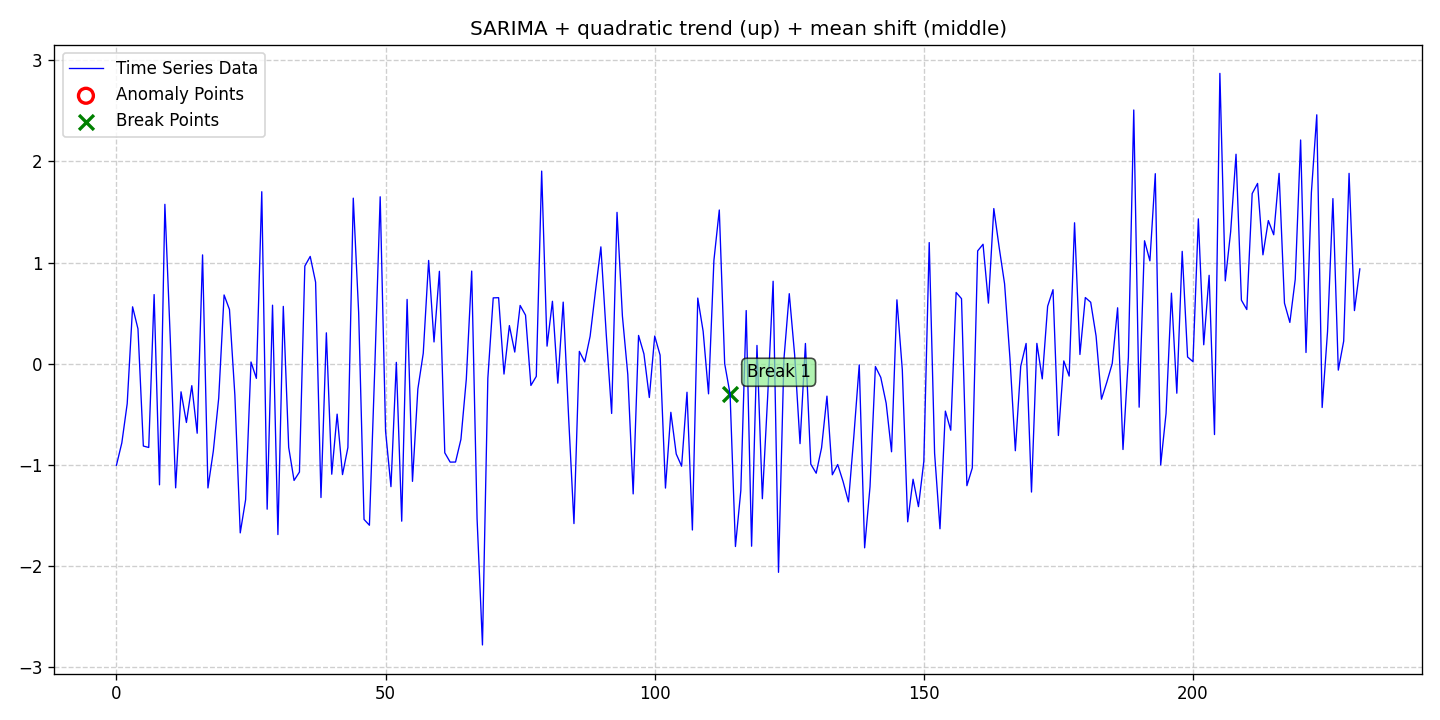 SARIMA + quadratic trend (up) + mean shift (middle)
Time Series Data
Anomaly Points
Break Points
3
2
1
0
−1
−2
−3
Break 1
0
50
100
150
200